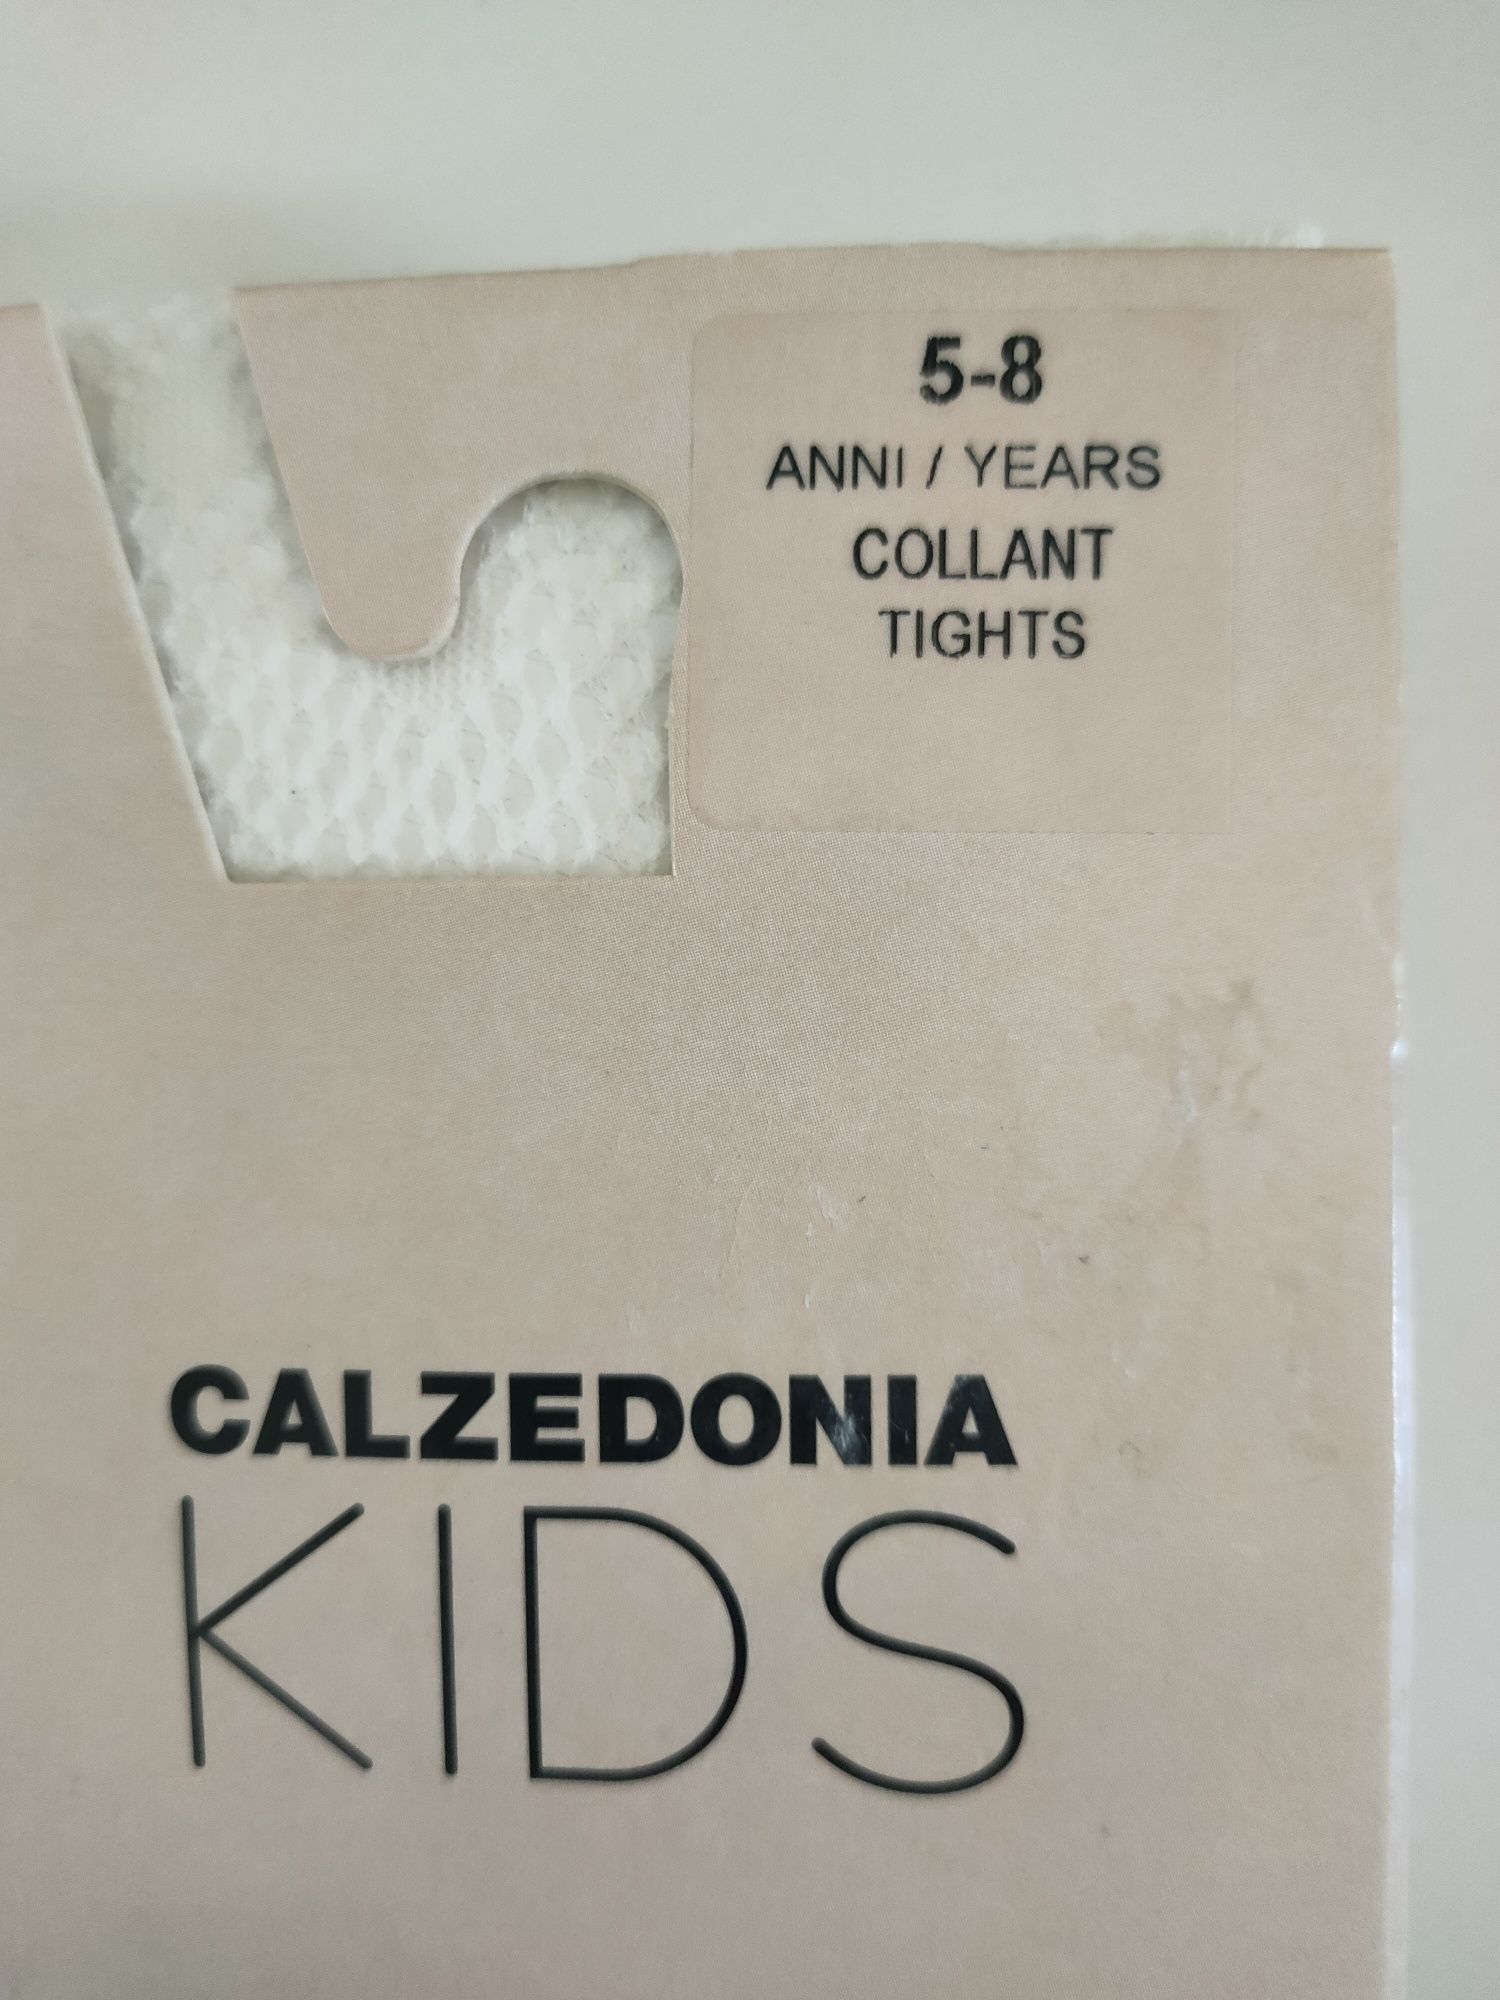 5-8
ANNI / YEARS
COLLANT
TIGHTS
CALZEDONIA
KIDS